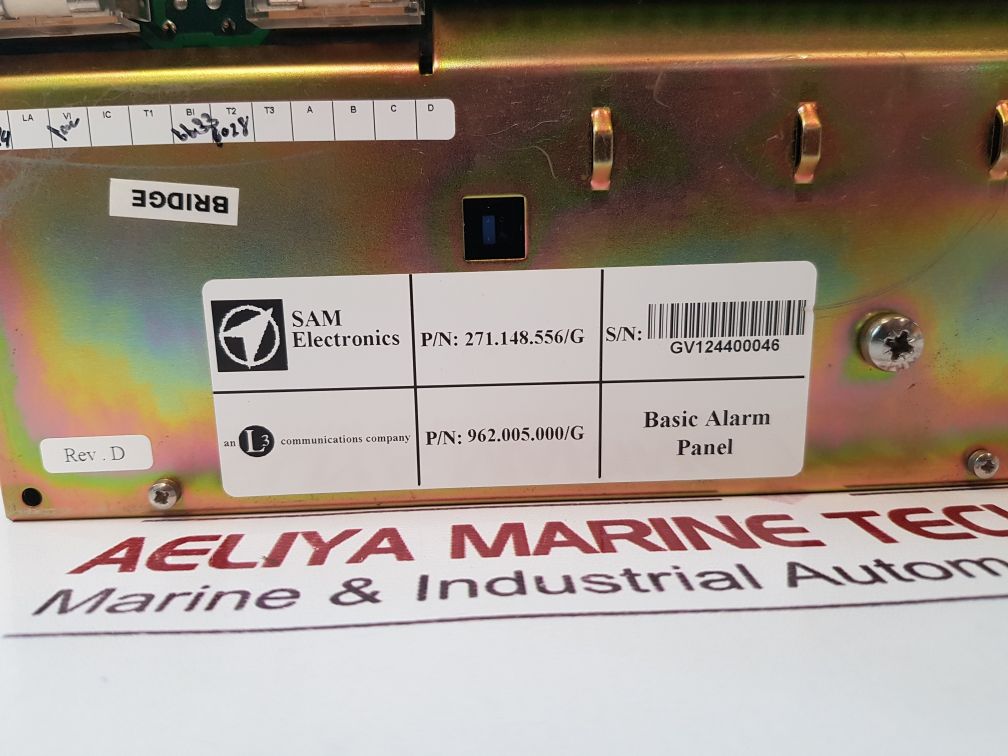 LA VI IC T1 BI T2 T3 A B C D
BRIDGE
SAM
Electronics
P/N: 271.148.556/G
S/N:
GV124400046
an L3 communications company
P/N: 962.005.000/G
Basic Alarm
Panel
Rev . D
AELIYA MARINE TEC
Marine & Industrial Autom